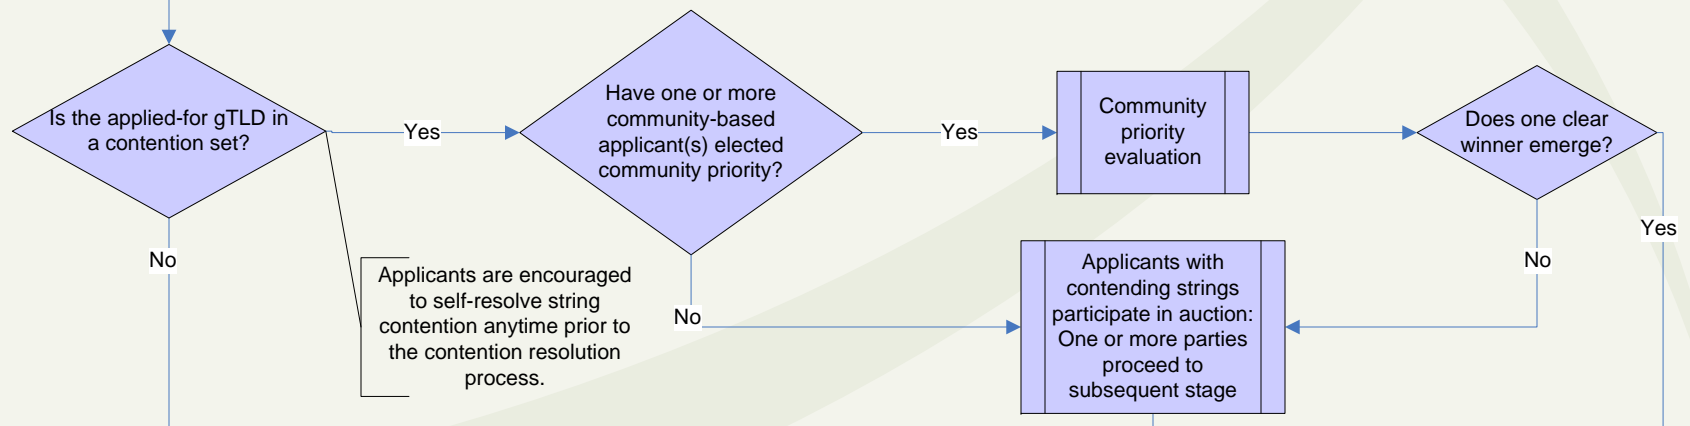 Is the applied-for gTLD in
a contention set?
Yes
Have one or more
community-based
applicant(s) elected
community priority?
Yes
Community
priority
evaluation
Does one clear
winner emerge?
Yes
No
No
Applicants are encouraged
to self-resolve string
contention anytime prior to
the contention resolution
process.
No
Applicants with
contending strings
participate in auction:
One or more parties
proceed to
subsequent stage